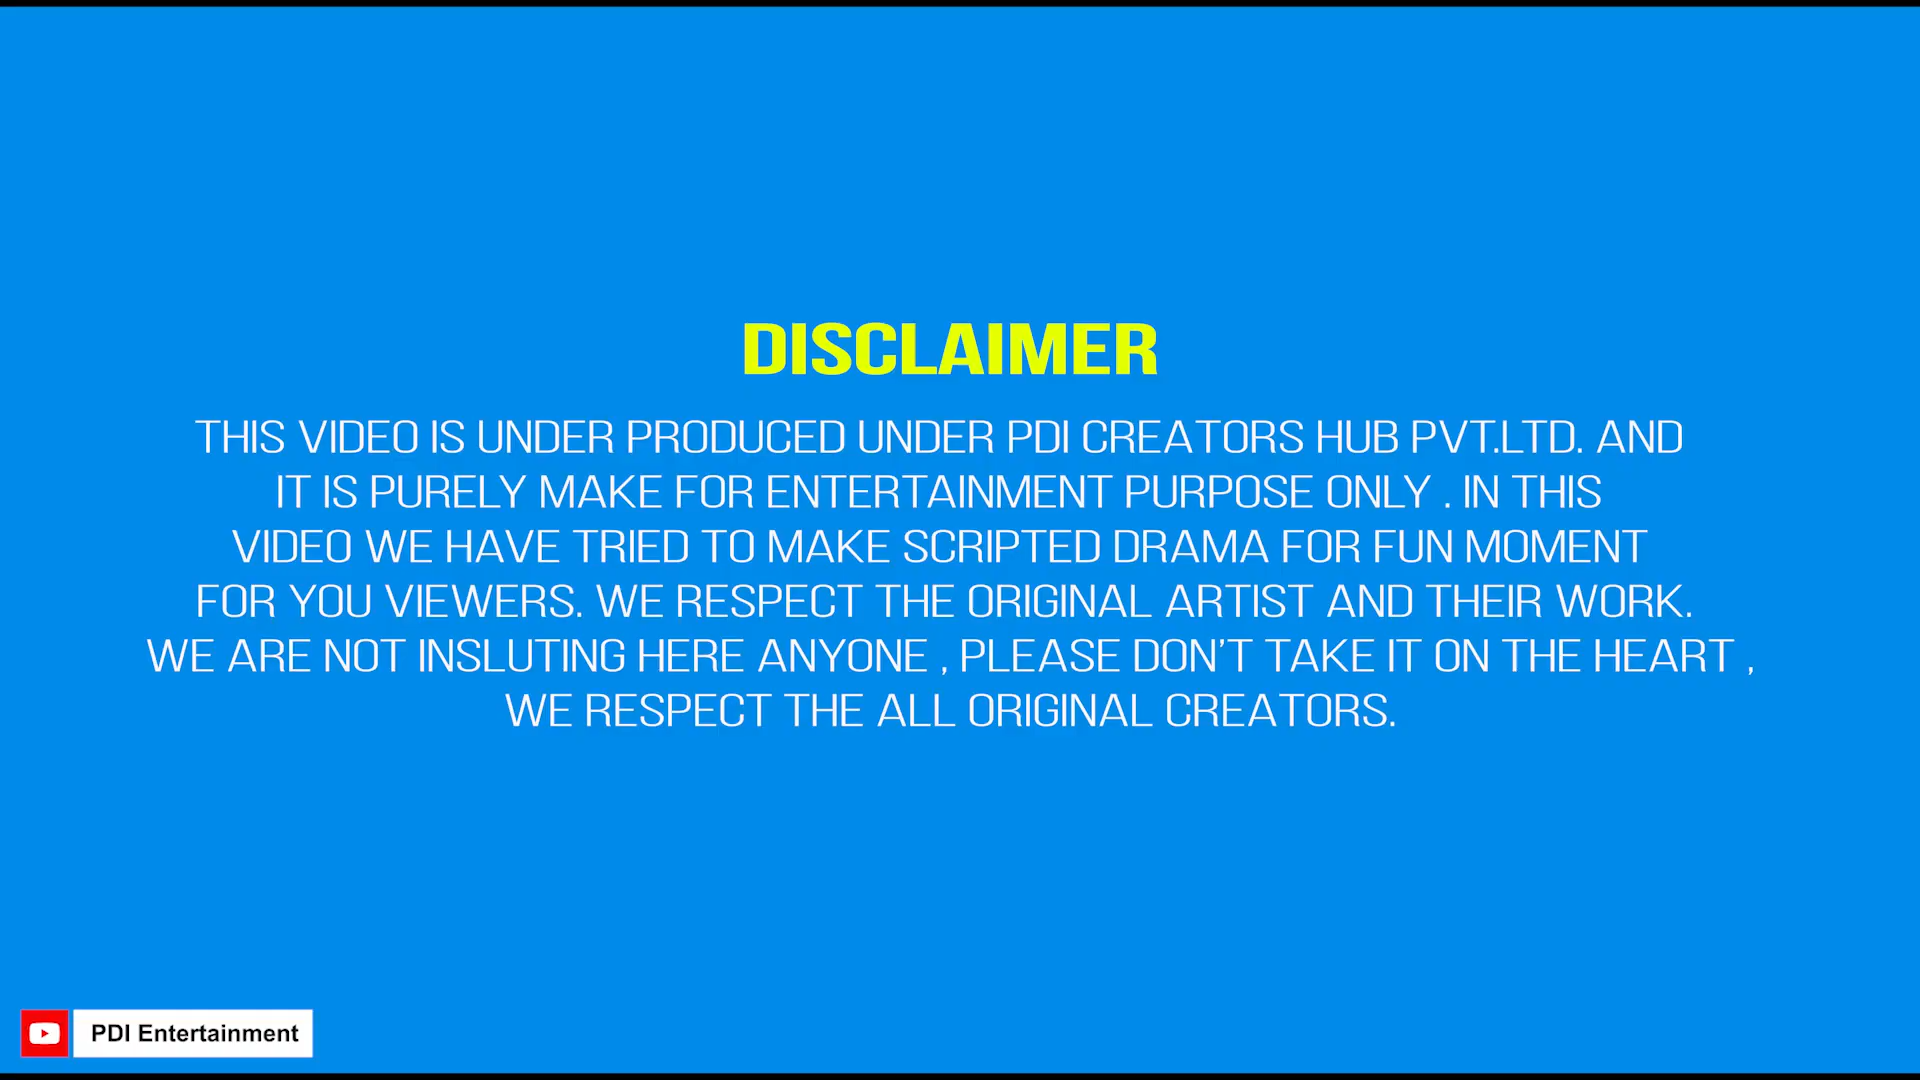 DISCLAIMER
THIS VIDEO IS UNDER PRODUCED UNDER PDI CREATORS HUB PVT.LTD. AND
IT IS PURELY MAKE FOR ENTERTAINMENT PURPOSE ONLY . IN THIS
VIDEO WE HAVE TRIED TO MAKE SCRIPTED DRAMA FOR FUN MOMENT
FOR YOU VIEWERS. WE RESPECT THE ORIGINAL ARTIST AND THEIR WORK.
WE ARE NOT INSLUTING HERE ANYONE , PLEASE DON’T TAKE IT ON THE HEART ,
WE RESPECT THE ALL ORIGINAL CREATORS.
PDI Entertainment